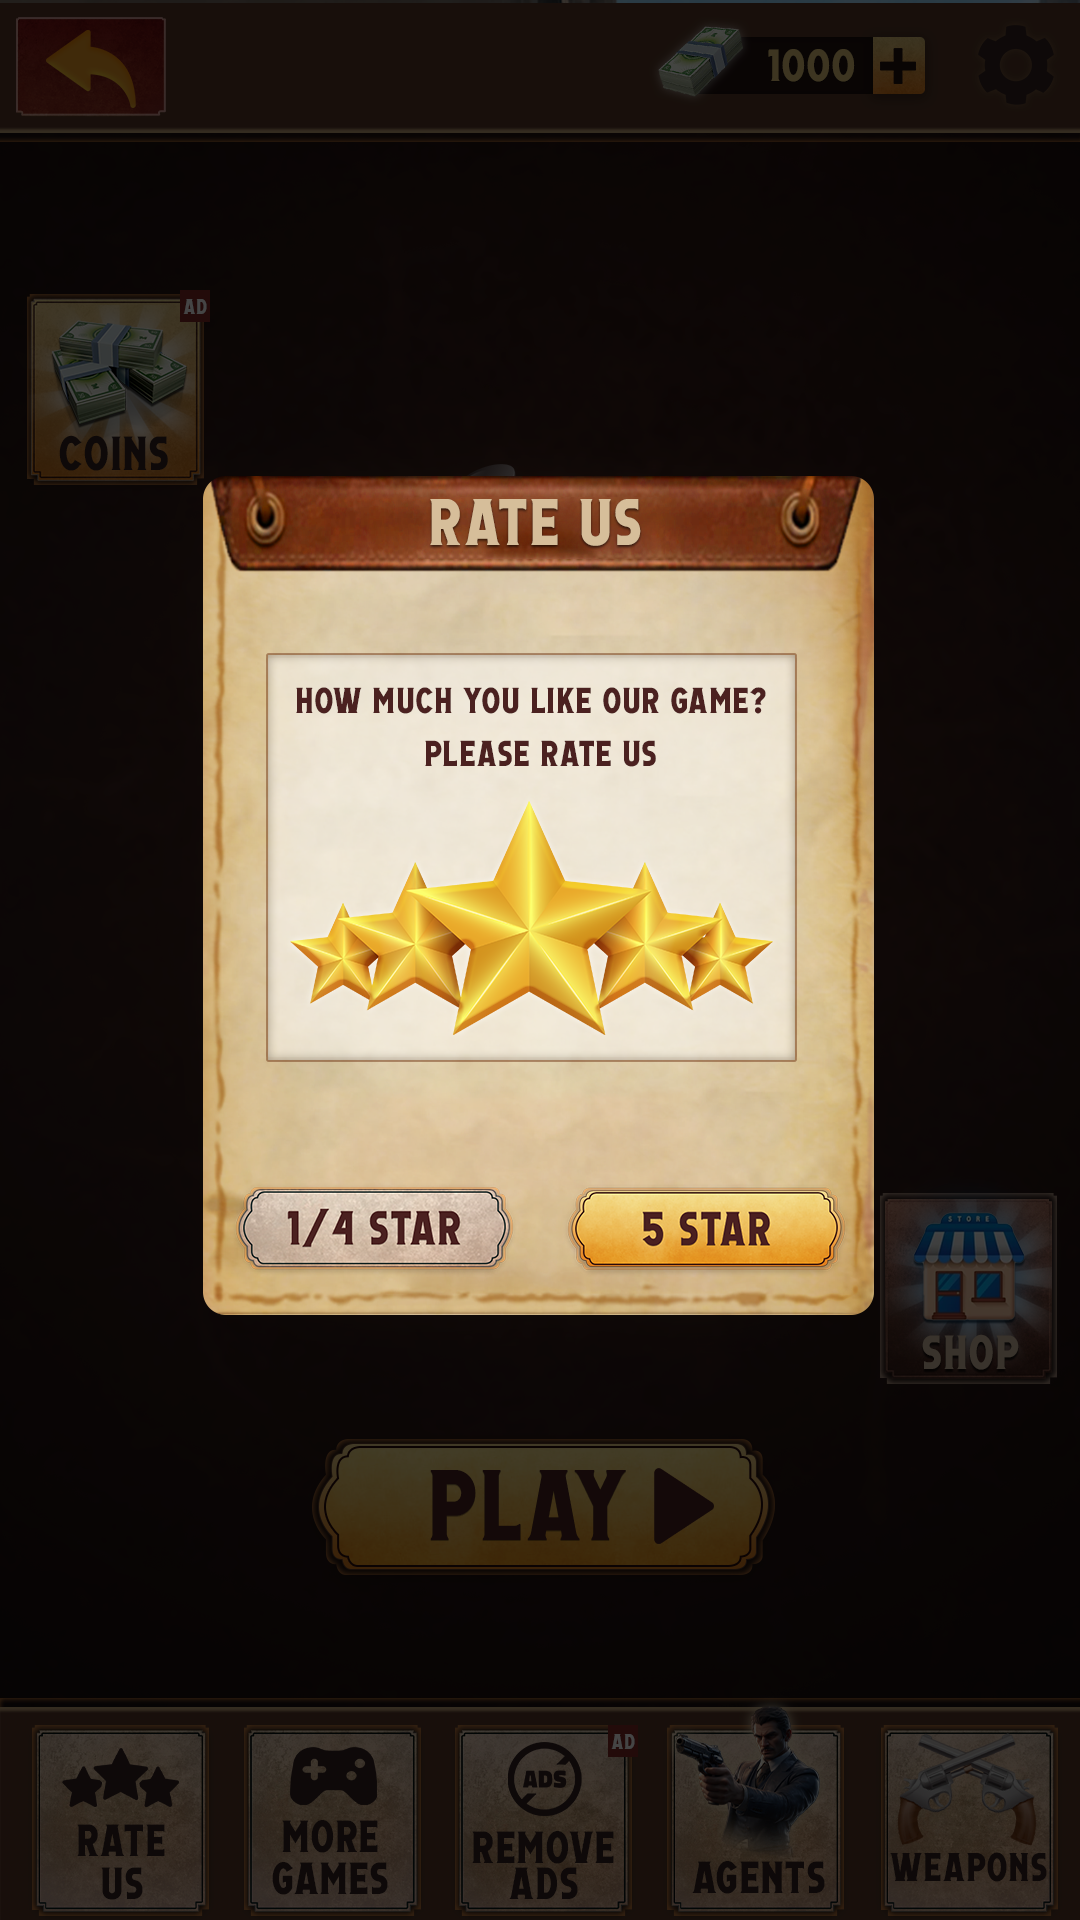 1000
AD
COINS
RATE US
HOW MUCH YOU LIKE OUR GAME?
PLEASE RATE US
1/4 STAR
5 STAR
STORE
SHOP
PLAY
RATE
US
MORE
GAMES
AD
ADS
REMOVE
ADS
AGENTS
WEAPONS